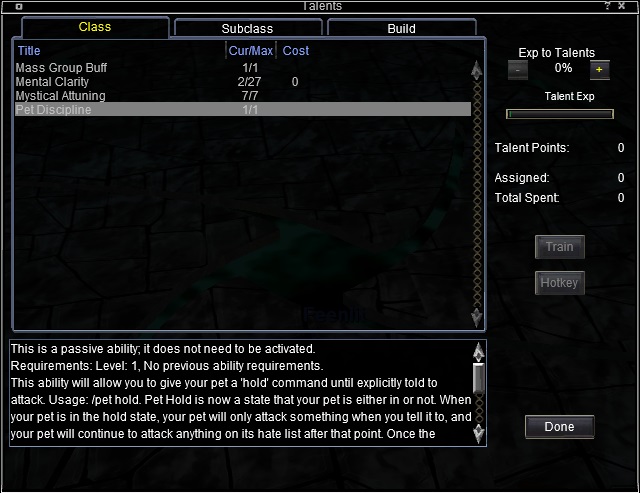 Talents
? x
Class Subclass Build
Title Cur/Max Cost
Mass Group Buff 1/1
Mental Clarity 2/27 0
Mystical Attuning 7/7
Pet Discipline 1/1
Exp to Talents
- 0% +
Talent Exp
Talent Points: 0
Assigned: 0
Total Spent: 0
Train
Hotkey
This is a passive ability; it does not need to be activated.
Requirements: Level: 1, No previous ability requirements.
This ability will allow you to give your pet a 'hold' command until explicitly told to
attack. Usage: /pet hold. Pet Hold is now a state that your pet is either in or not. When
your pet is in the hold state, your pet will only attack something when you tell it to, and
your pet will continue to attack anything on its hate list after that point. Once the
Done